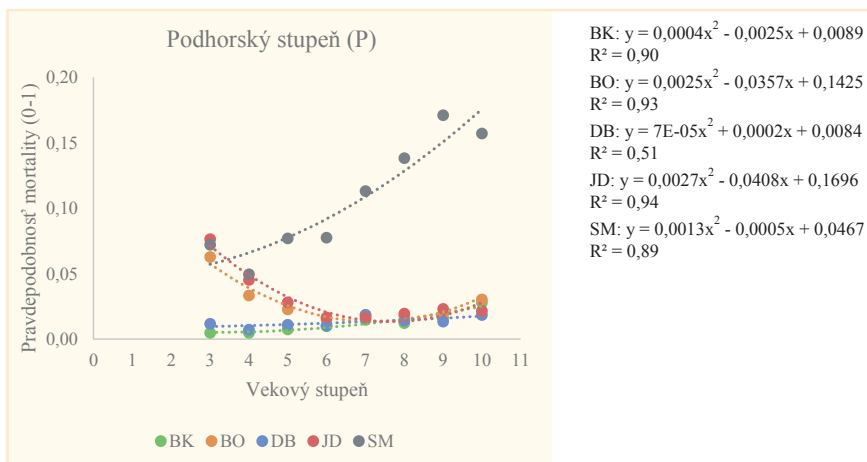 Podhorský stupeň (P)
Pravdepodobnosť mortality (0-1)
0,20
0,15
0,10
0,05
0,00
0 1 2 3 4 5 6 7 8 9 10 11
Vekový stupeň
BK BO DB JD SM
BK: y = 0,0004x² - 0,0025x + 0,0089
R² = 0,90
BO: y = 0,0025x² - 0,0357x + 0,1425
R² = 0,93
DB: y = 7E-05x² + 0,0002x + 0,0084
R² = 0,51
JD: y = 0,0027x² - 0,0408x + 0,1696
R² = 0,94
SM: y = 0,0013x² - 0,0005x + 0,0467
R² = 0,89